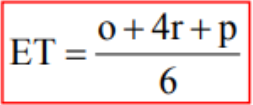 ET = (o + 4r + p) / 6